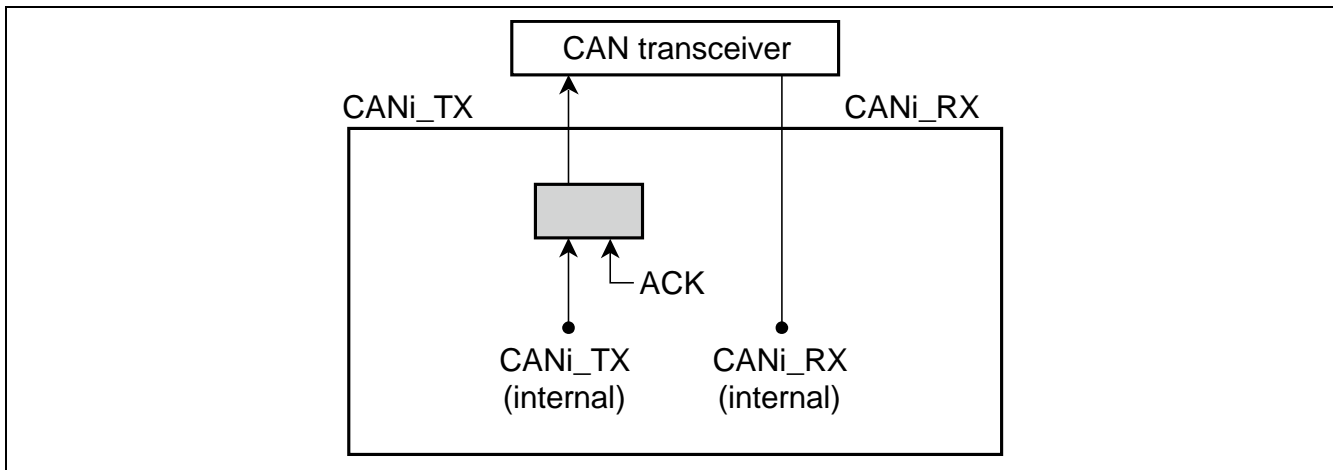 CAN transceiver
CANi_TX
CANi_RX
ACK
CANi_TX
(internal)
CANi_RX
(internal)